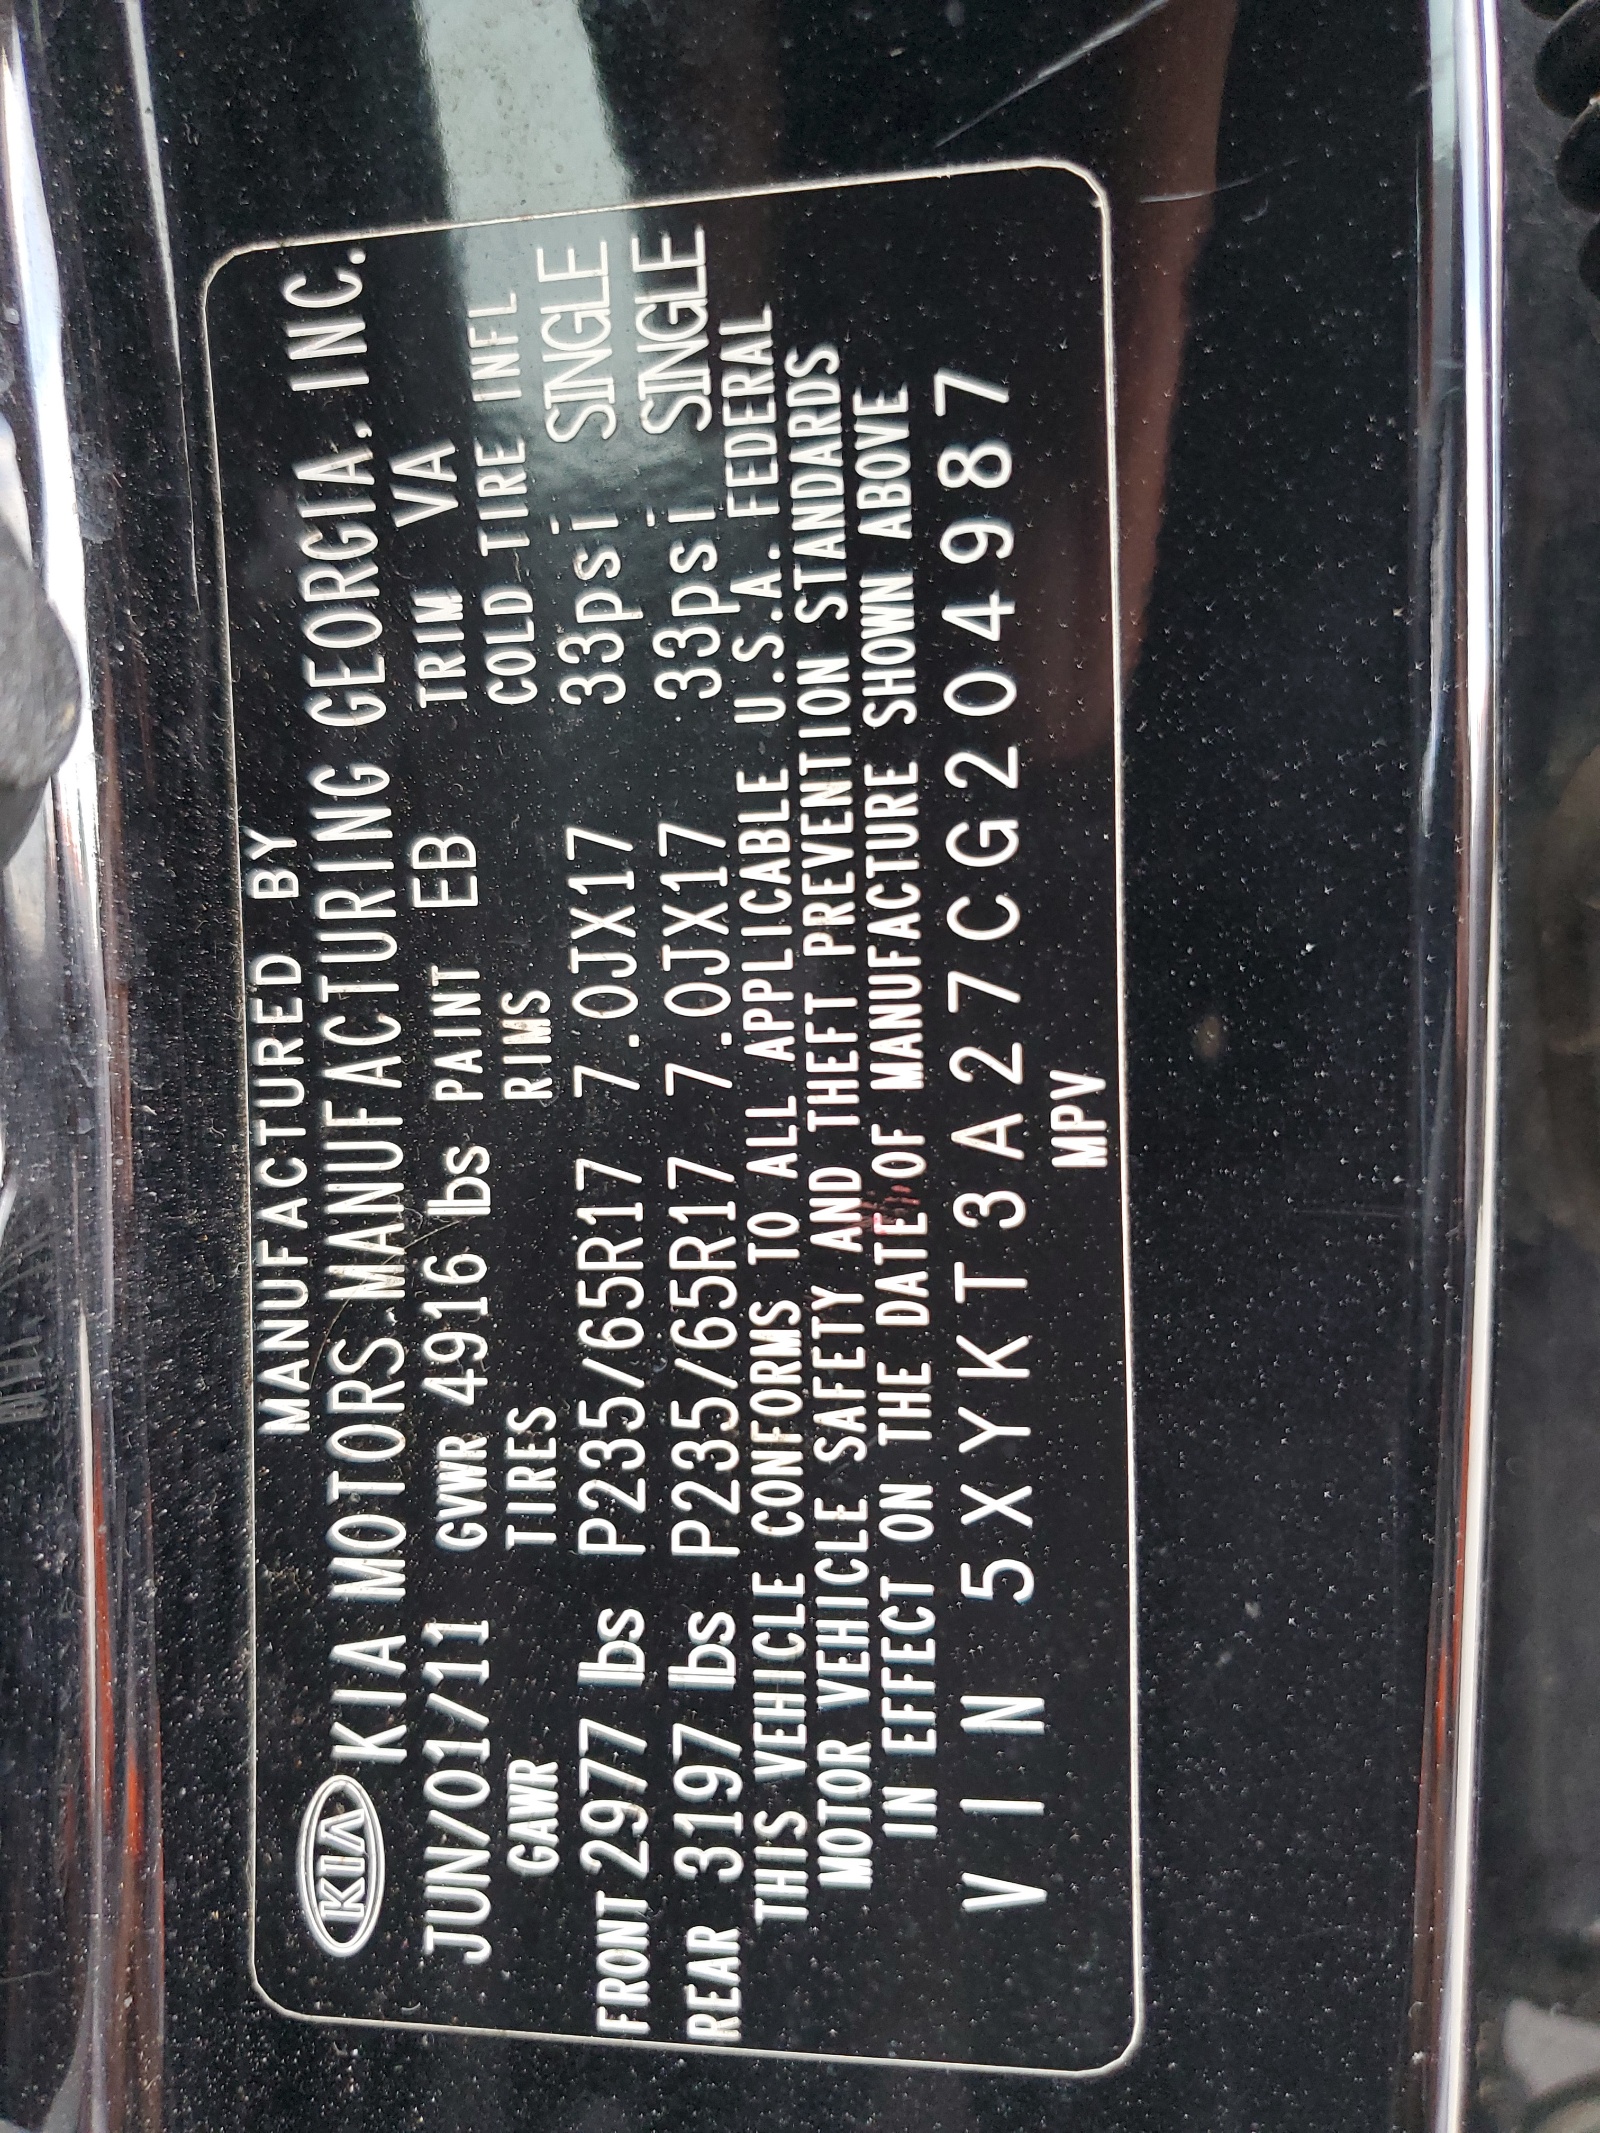 MANUFACTURED BY
KIA KIA MOTORS MANUFACTURING GEORGIA, INC.
JUN/01/11 GVWR 4916 lbs PAINT EB TRIM VA
GAWR TIRES RIMS COLD TIRE INFL
FRONT 2977 lbs P235/65R17 7.0JX17 33psi SINGLE
REAR 3197 lbs P235/65R17 7.0JX17 33psi SINGLE
THIS VEHICLE CONFORMS TO ALL APPLICABLE U.S.A. FEDERAL
MOTOR VEHICLE SAFETY AND THEFT PREVENTION STANDARDS
IN EFFECT ON THE DATE OF MANUFACTURE SHOWN ABOVE
VIN 5XYKT3A27CG204987
MPV